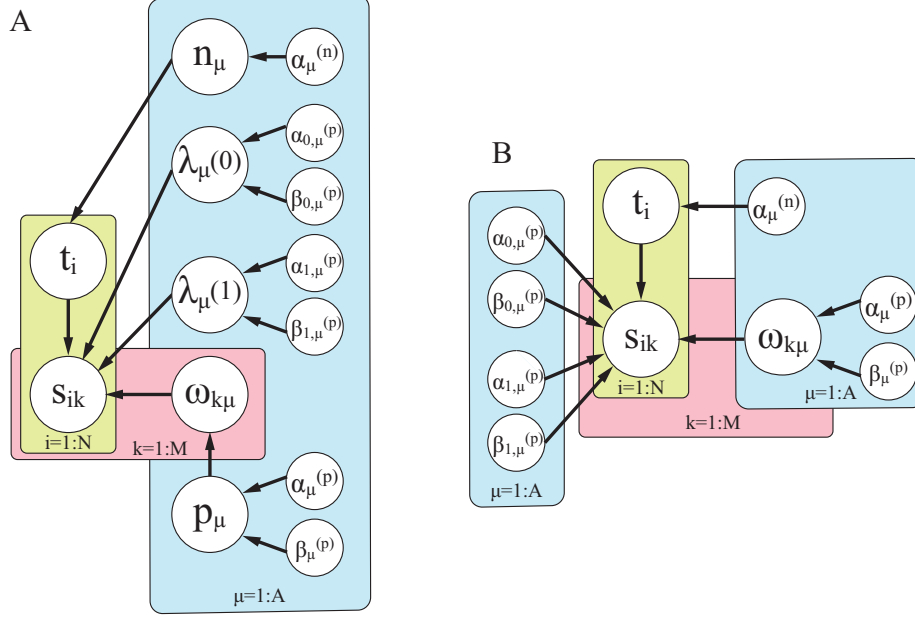 A
nμ
αμ(n)
λμ(0)
α0,μ(p)
β0,μ(p)
ti
λμ(1)
α1,μ(p)
β1,μ(p)
sik
ωkμ
i=1:N
k=1:M
pμ
αμ(p)
βμ(p)
μ=1:A
B
α0,μ(p)
β0,μ(p)
α1,μ(p)
β1,μ(p)
μ=1:A
ti
αμ(n)
sik
ωkμ
αμ(p)
βμ(p)
i=1:N
μ=1:A
k=1:M